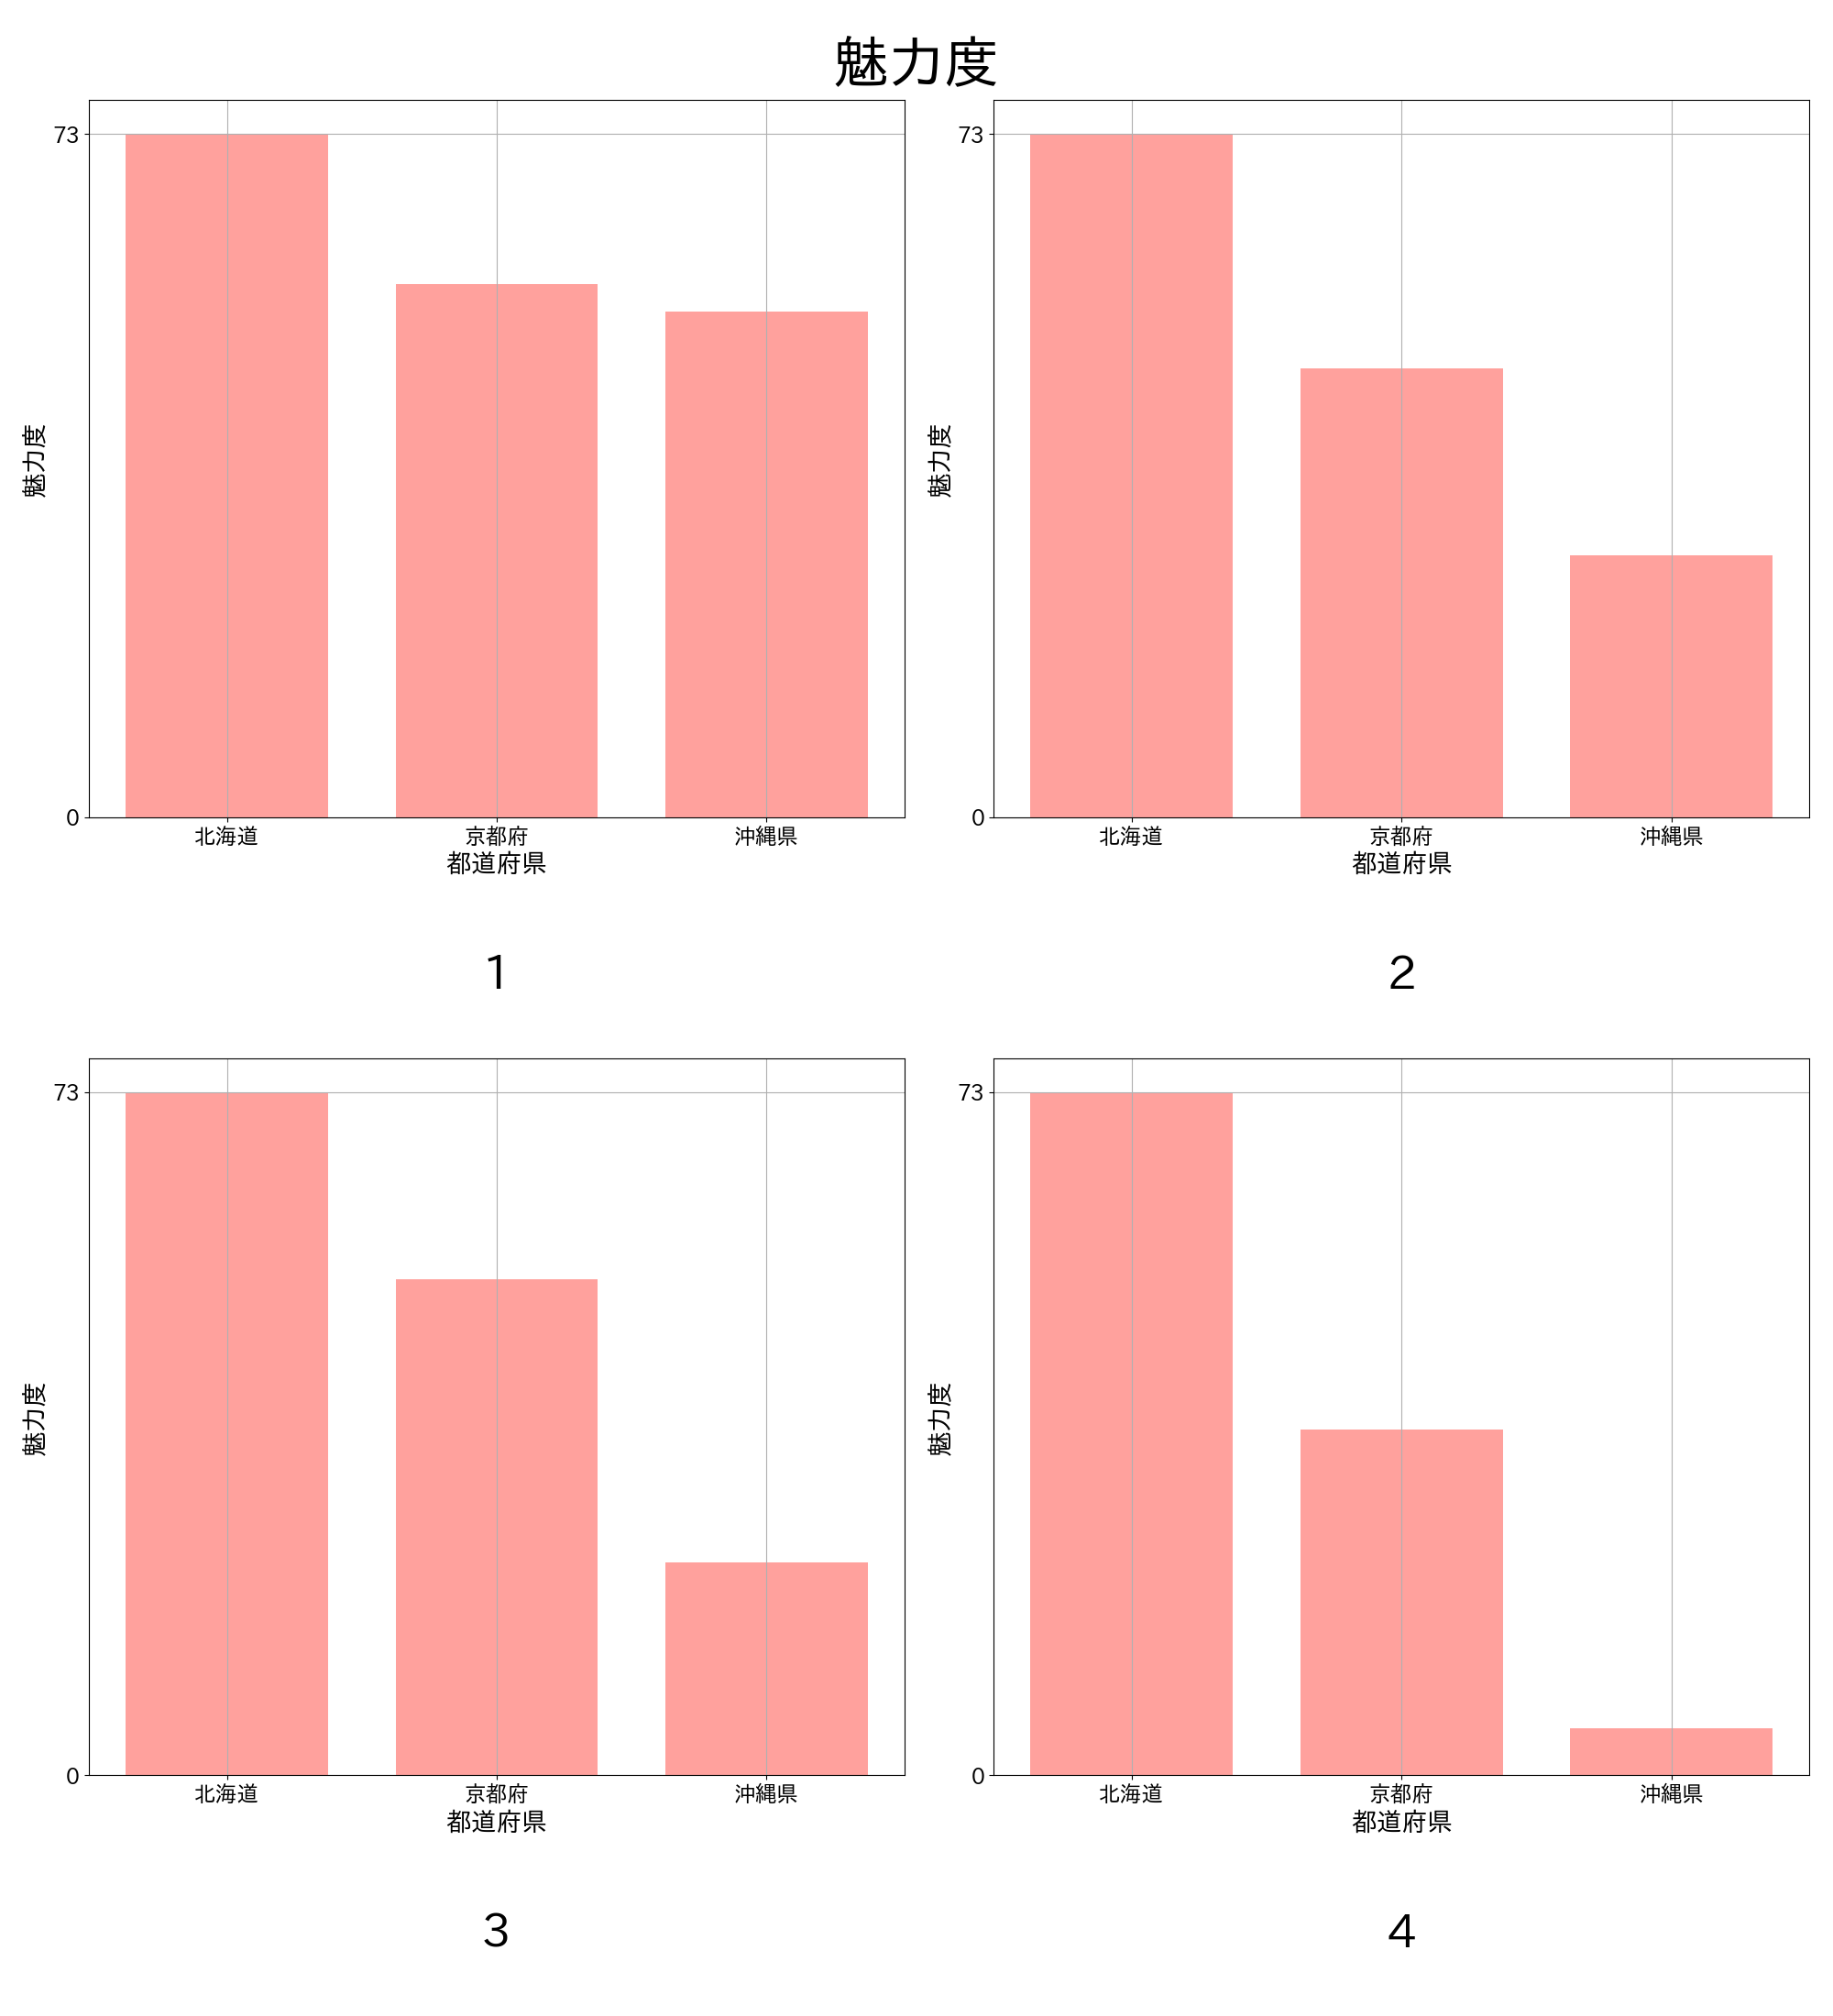 魅力度
73
0
魅力度
北海道 京都府 沖縄県
都道府県
1
73
0
魅力度
北海道 京都府 沖縄県
都道府県
2
73
0
魅力度
北海道 京都府 沖縄県
都道府県
3
73
0
魅力度
北海道 京都府 沖縄県
都道府県
4